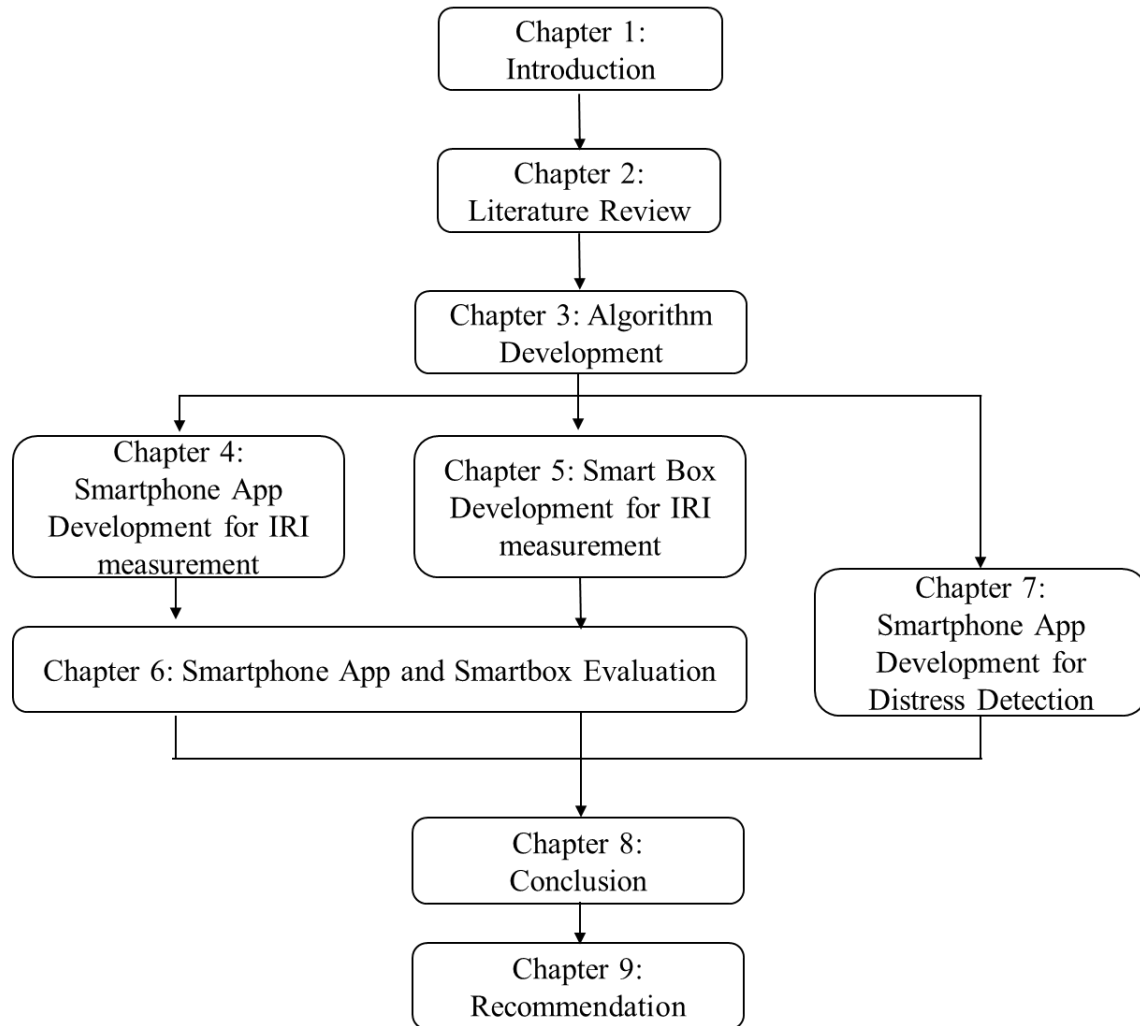 Chapter 1:
Introduction
Chapter 2:
Literature Review
Chapter 3: Algorithm
Development
Chapter 4:
Smartphone App
Development for IRI
measurement
Chapter 5: Smart Box
Development for IRI
measurement
Chapter 6: Smartphone App and Smartbox Evaluation
Chapter 7:
Smartphone App
Development for
Distress Detection
Chapter 8:
Conclusion
Chapter 9:
Recommendation